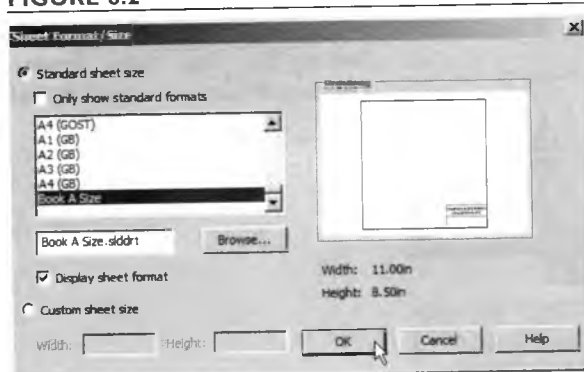 FIGURE 8.2
Sheet Format/Size
Standard sheet size
Only show standard formats
A4 (GOST)
A1 (GB)
A2 (GB)
A3 (GB)
A4 (GB)
Book A Size
Book A Size.slddrt
Browse...
Display sheet format
Custom sheet size
Width:
Height:
Width: 11.00in
Height: 8.50in
OK
Cancel
Help